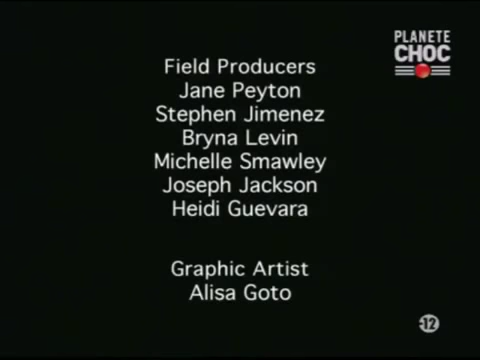 PLANETE
CHOC
Field Producers
Jane Peyton
Stephen Jimenez
Bryna Levin
Michelle Smawley
Joseph Jackson
Heidi Guevara
Graphic Artist
Alisa Goto
-12